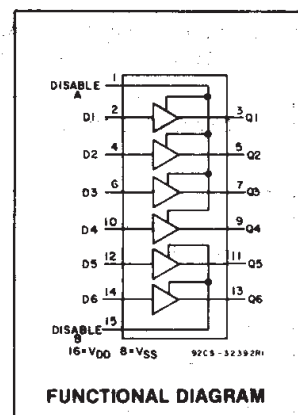 1
DISABLE
A
D1 2 3 Q1
D2 4 5 Q2
D3 6 7 Q3
D4 10 9 Q4
D5 12 11 Q5
D6 14 13 Q6
DISABLE 15
B
16=VDD 8=VSS 92CS-32392R1
FUNCTIONAL DIAGRAM